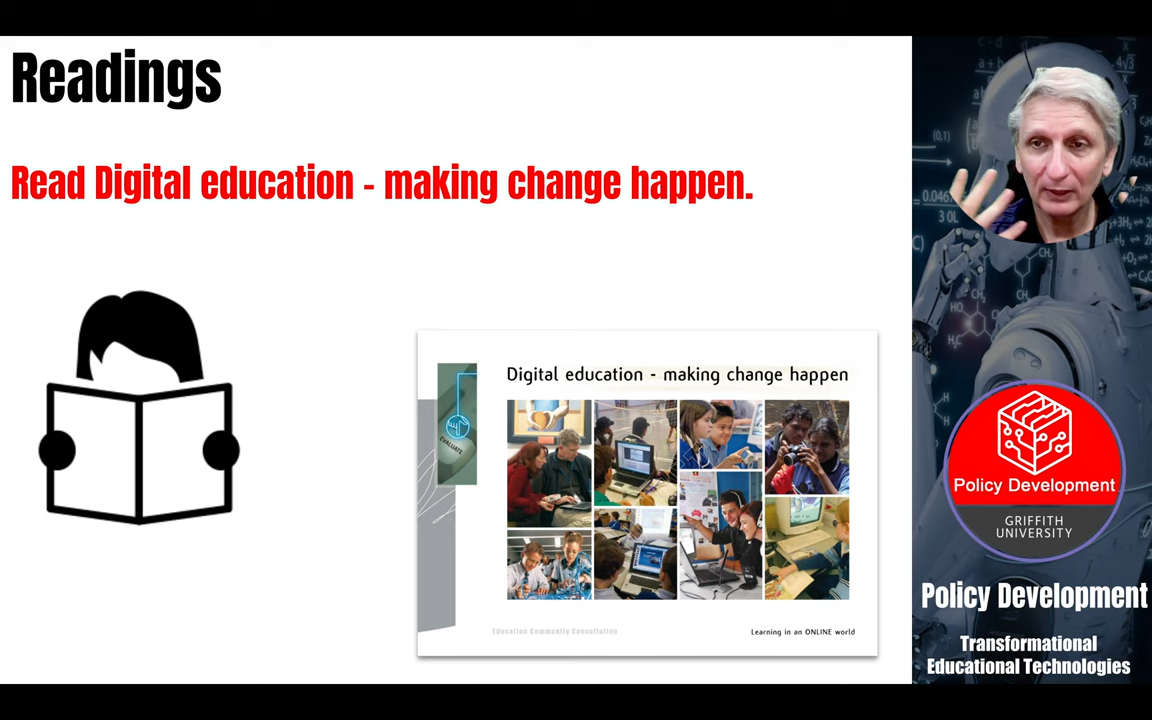 Readings
Read Digital education - making change happen.
EVALUATE
Digital education - making change happen
Education Community Consultation
Learning in an ONLINE world
Policy Development
GRIFFITH
UNIVERSITY
Policy Development
Transformational
Educational Technologies